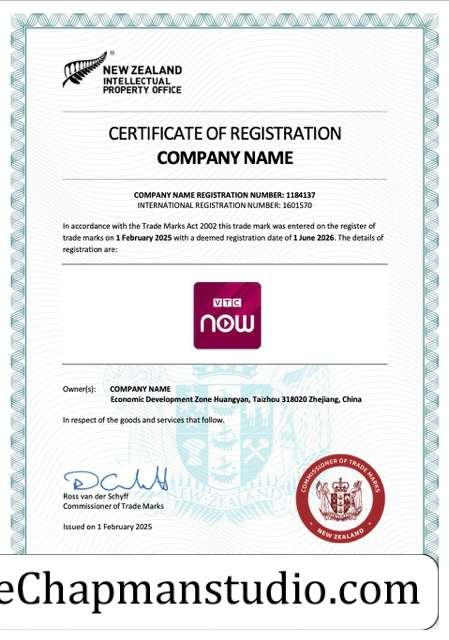 NEW ZEALAND
INTELLECTUAL
PROPERTY OFFICE
CERTIFICATE OF REGISTRATION
COMPANY NAME
COMPANY NAME REGISTRATION NUMBER: 1184137
INTERNATIONAL REGISTRATION NUMBER: 1601570
In accordance with the Trade Marks Act 2002 this trade mark was entered on the register of
trade marks on 1 February 2025 with a deemed registration date of 1 June 2026. The details of
registration are:
VTC
now
Owner(s): COMPANY NAME
Economic Development Zone Huangyan, Taizhou 318020 Zhejiang, China
In respect of the goods and services that follow.
NEW ZEALAND
Ross van der Schyff
Commissioner of Trade Marks
Issued on 1 February 2025
COMMISSIONER OF TRADE MARKS
NEW ZEALAND
eChapmanstudio.com